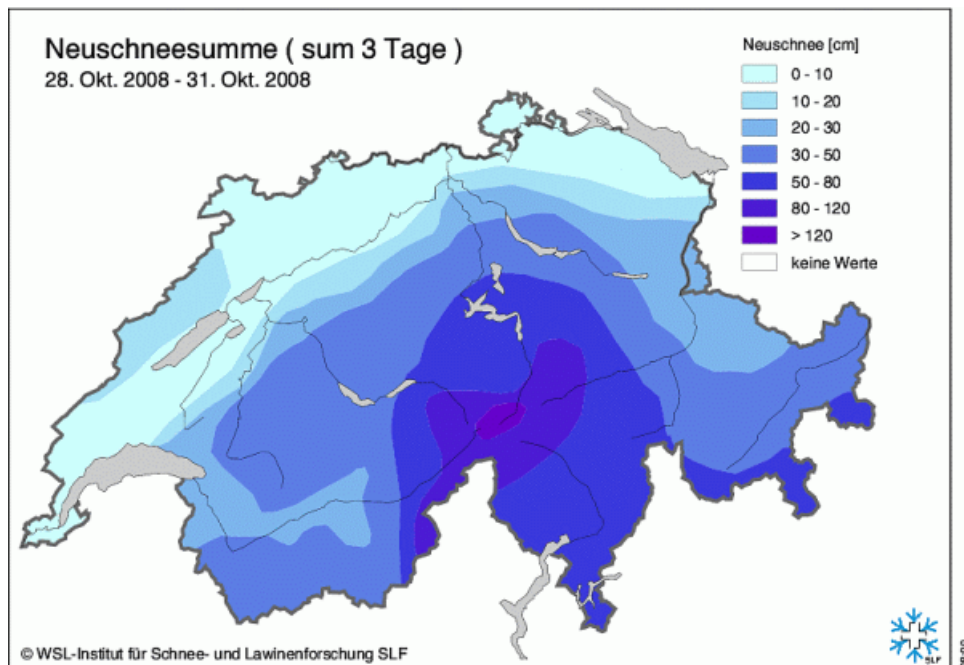 Neuschneesumme ( sum 3 Tage )
28. Okt. 2008 - 31. Okt. 2008
Neuschnee [cm]
0 - 10
10 - 20
20 - 30
30 - 50
50 - 80
80 - 120
> 120
keine Werte
© WSL-Institut für Schnee- und Lawinenforschung SLF
SLF